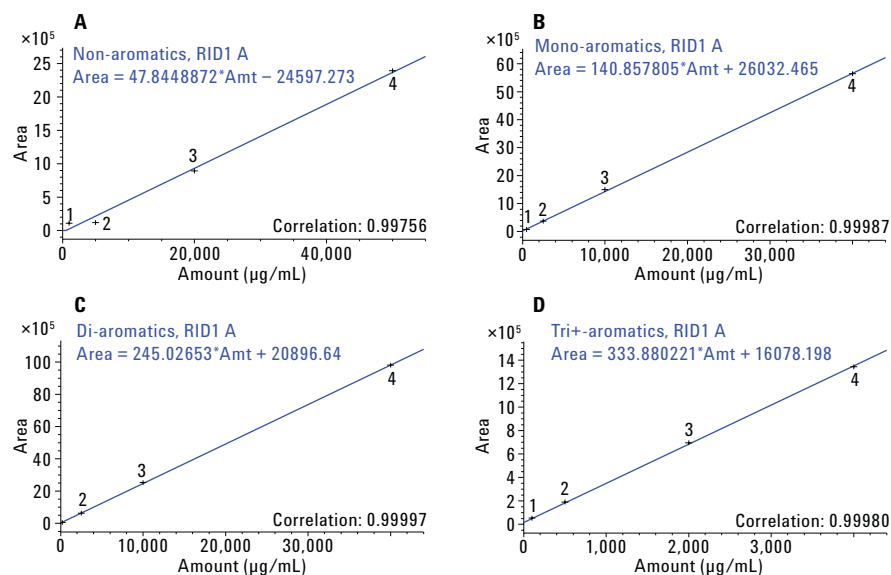 A
×10⁵
Non-aromatics, RID1 A
Area = 47.8448872*Amt – 24597.273
25
20
15
10
5
0
Area
1
2
3
4
Correlation: 0.99756
0
20,000
40,000
Amount (µg/mL)
B
×10⁵
Mono-aromatics, RID1 A
Area = 140.857805*Amt + 26032.465
60
50
40
30
20
10
0
Area
1
2
3
4
Correlation: 0.99987
0
10,000
20,000
30,000
Amount (µg/mL)
C
×10⁵
Di-aromatics, RID1 A
Area = 245.02653*Amt + 20896.64
100
80
60
40
20
0
Area
2
3
4
Correlation: 0.99997
0
10,000
20,000
30,000
Amount (µg/mL)
D
×10⁵
Tri+-aromatics, RID1 A
Area = 333.880221*Amt + 16078.198
14
12
10
8
6
4
2
0
Area
1
2
3
4
Correlation: 0.99980
0
1,000
2,000
3,000
Amount (µg/mL)